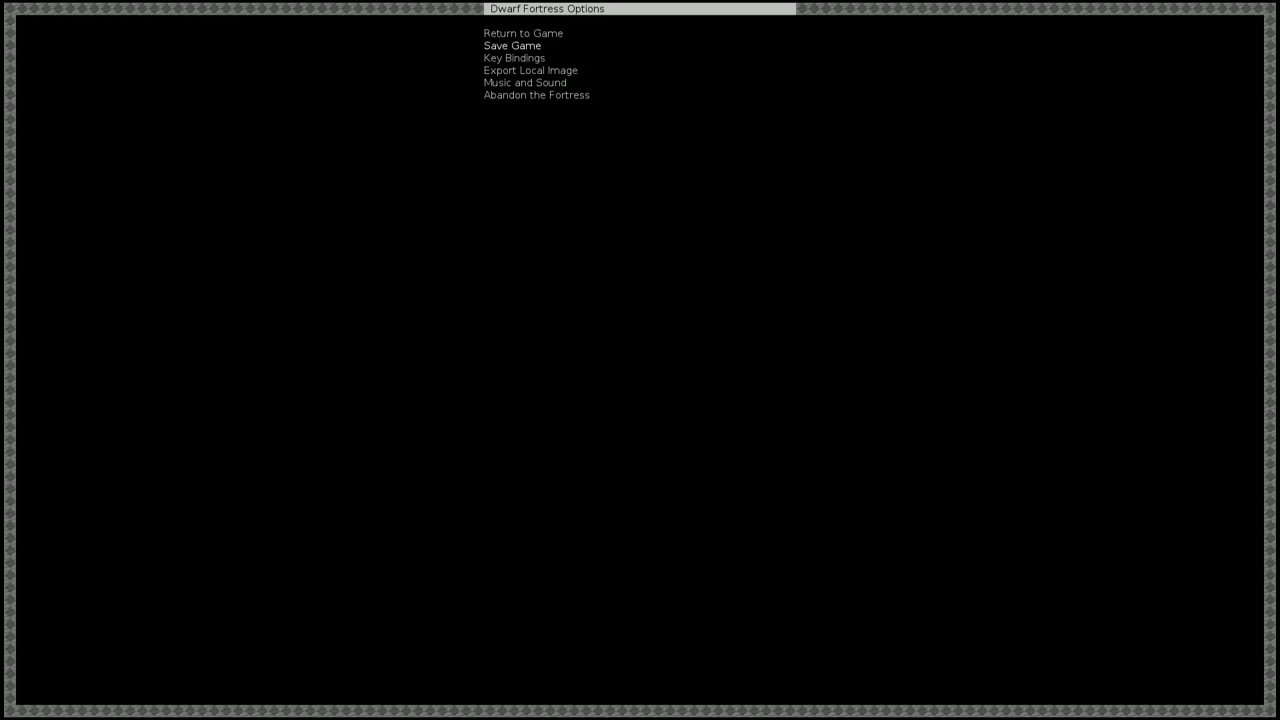 Dwarf Fortress Options
Return to Game
Save Game
Key Bindings
Export Local Image
Music and Sound
Abandon the Fortress